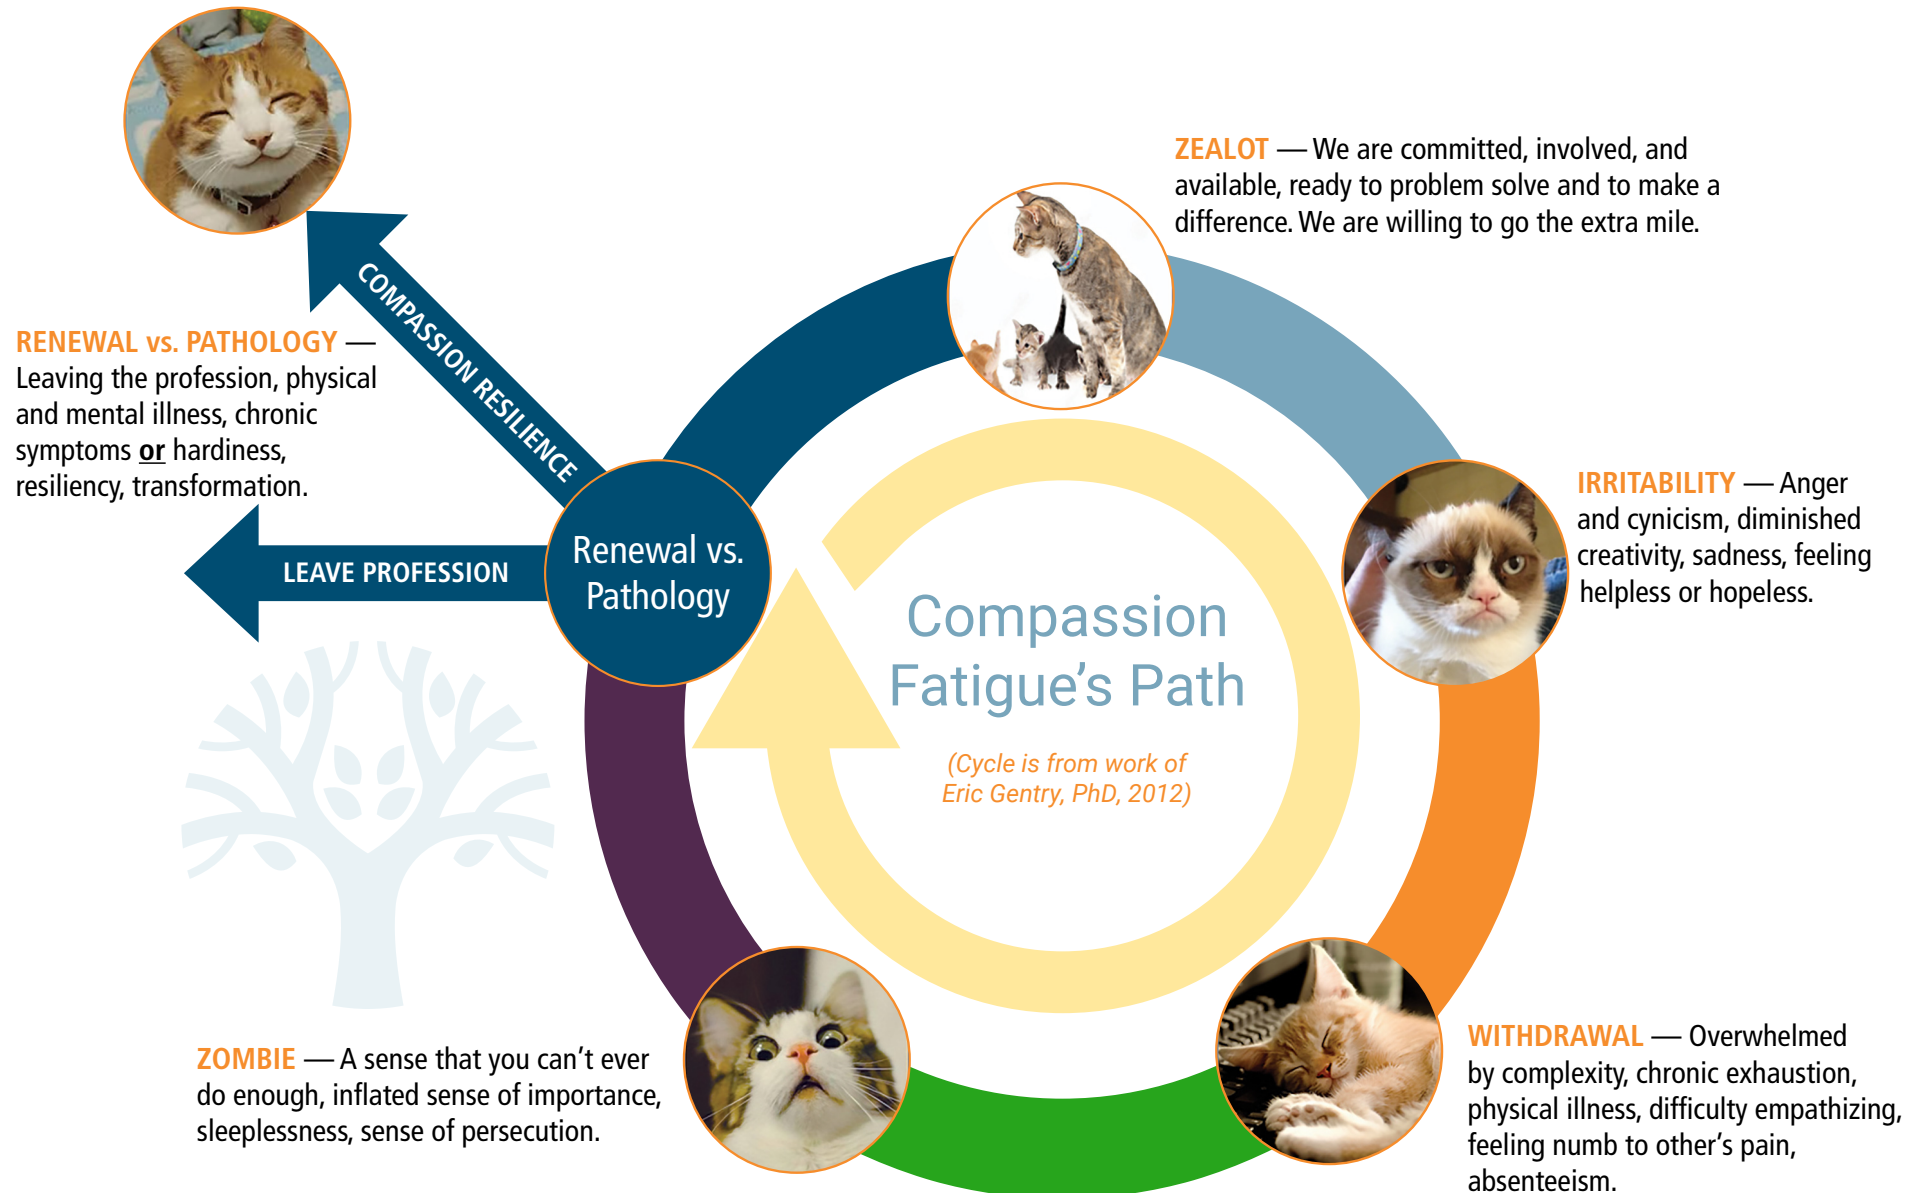 ZEALOT — We are committed, involved, and
available, ready to problem solve and to make a
difference. We are willing to go the extra mile.
COMPASSION RESILIENCE
RENEWAL vs. PATHOLOGY —
Leaving the profession, physical
and mental illness, chronic
symptoms or hardiness,
resiliency, transformation.
LEAVE PROFESSION
Renewal vs.
Pathology
IRRITABILITY — Anger
and cynicism, diminished
creativity, sadness, feeling
helpless or hopeless.
Compassion
Fatigue’s Path
(Cycle is from work of
Eric Gentry, PhD, 2012)
ZOMBIE — A sense that you can’t ever
do enough, inflated sense of importance,
sleeplessness, sense of persecution.
WITHDRAWAL — Overwhelmed
by complexity, chronic exhaustion,
physical illness, difficulty empathizing,
feeling numb to other’s pain,
absenteeism.